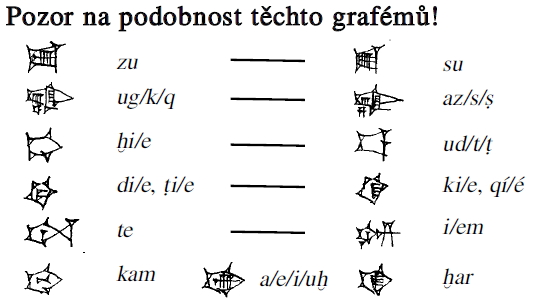 Pozor na podobnost těchto grafémů!
zu su
ug/k/q az/s/ṣ
ḫi/e ud/t/ṭ
di/e, ṭi/e ki/e, qí/é
te i/em
kam a/e/i/uḫ ḫar